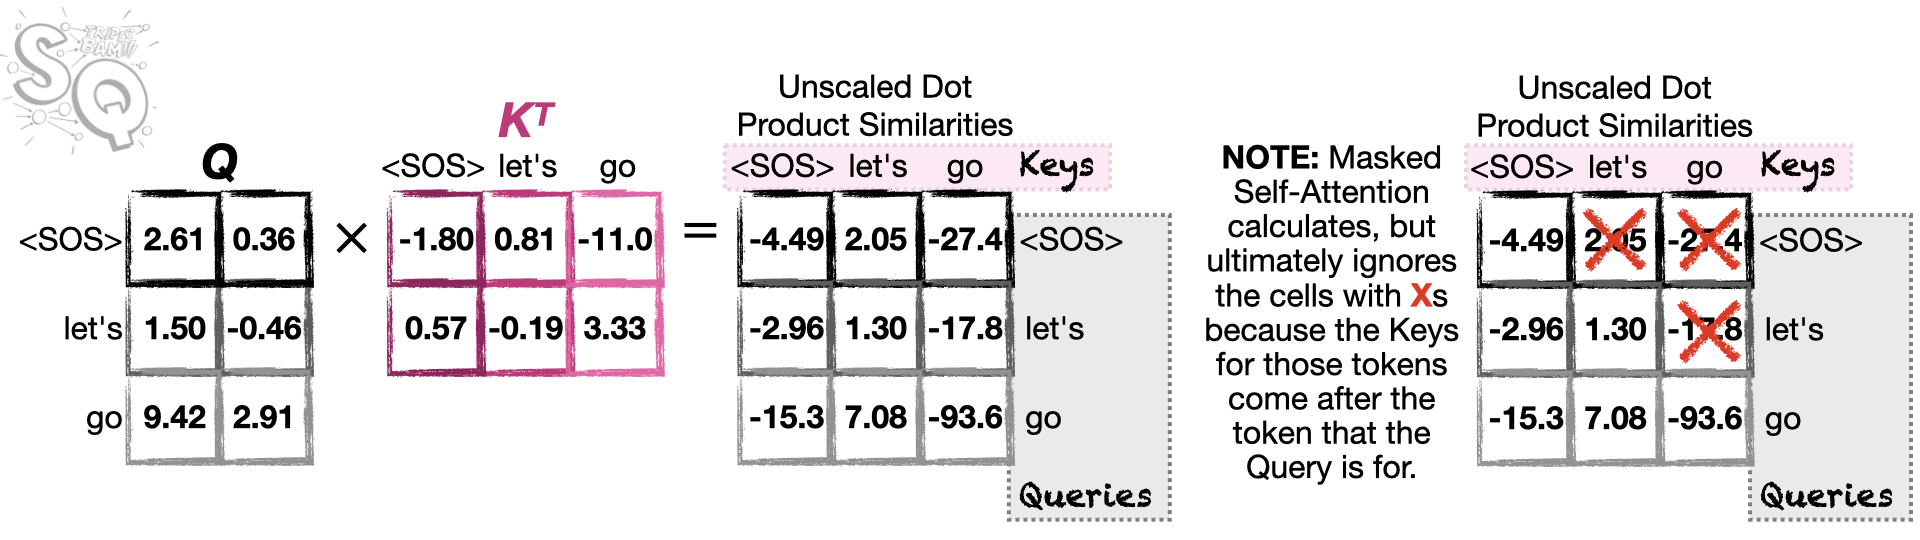 SQ
TRIPLE
BAM!!!
Q
<SOS>
let's
go
2.61 0.36
1.50 -0.46
9.42 2.91
×
Kᵀ
<SOS> let's go
-1.80 0.81 -11.0
0.57 -0.19 3.33
=
Unscaled Dot
Product Similarities
<SOS> let's go Keys
-4.49 2.05 -27.4 <SOS>
-2.96 1.30 -17.8 let's
-15.3 7.08 -93.6 go
Queries
NOTE: Masked
Self-Attention
calculates, but
ultimately ignores
the cells with Xs
because the Keys
for those tokens
come after the
token that the
Query is for.
Unscaled Dot
Product Similarities
<SOS> let's go Keys
-4.49 2.05 -27.4 <SOS>
-2.96 1.30 -17.8 let's
-15.3 7.08 -93.6 go
Queries